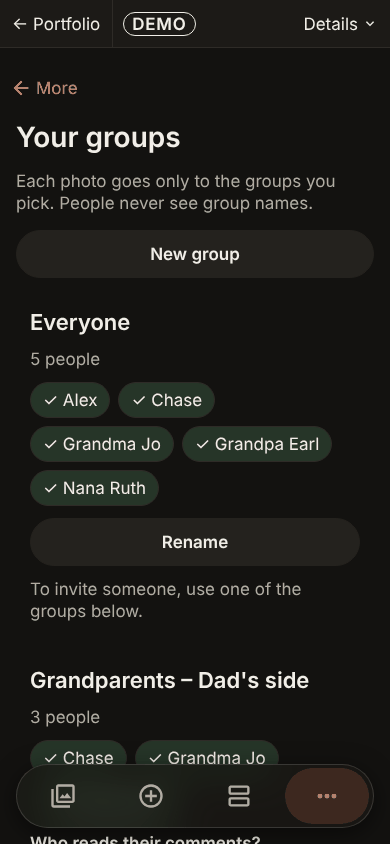 ← Portfolio DEMO Details
← More
Your groups
Each photo goes only to the groups you
pick. People never see group names.
New group
Everyone
5 people
✓ Alex ✓ Chase
✓ Grandma Jo ✓ Grandpa Earl
✓ Nana Ruth
Rename
To invite someone, use one of the
groups below.
Grandparents – Dad's side
3 people
✓ Chase ✓ Grandma Jo
Who reads their comments?